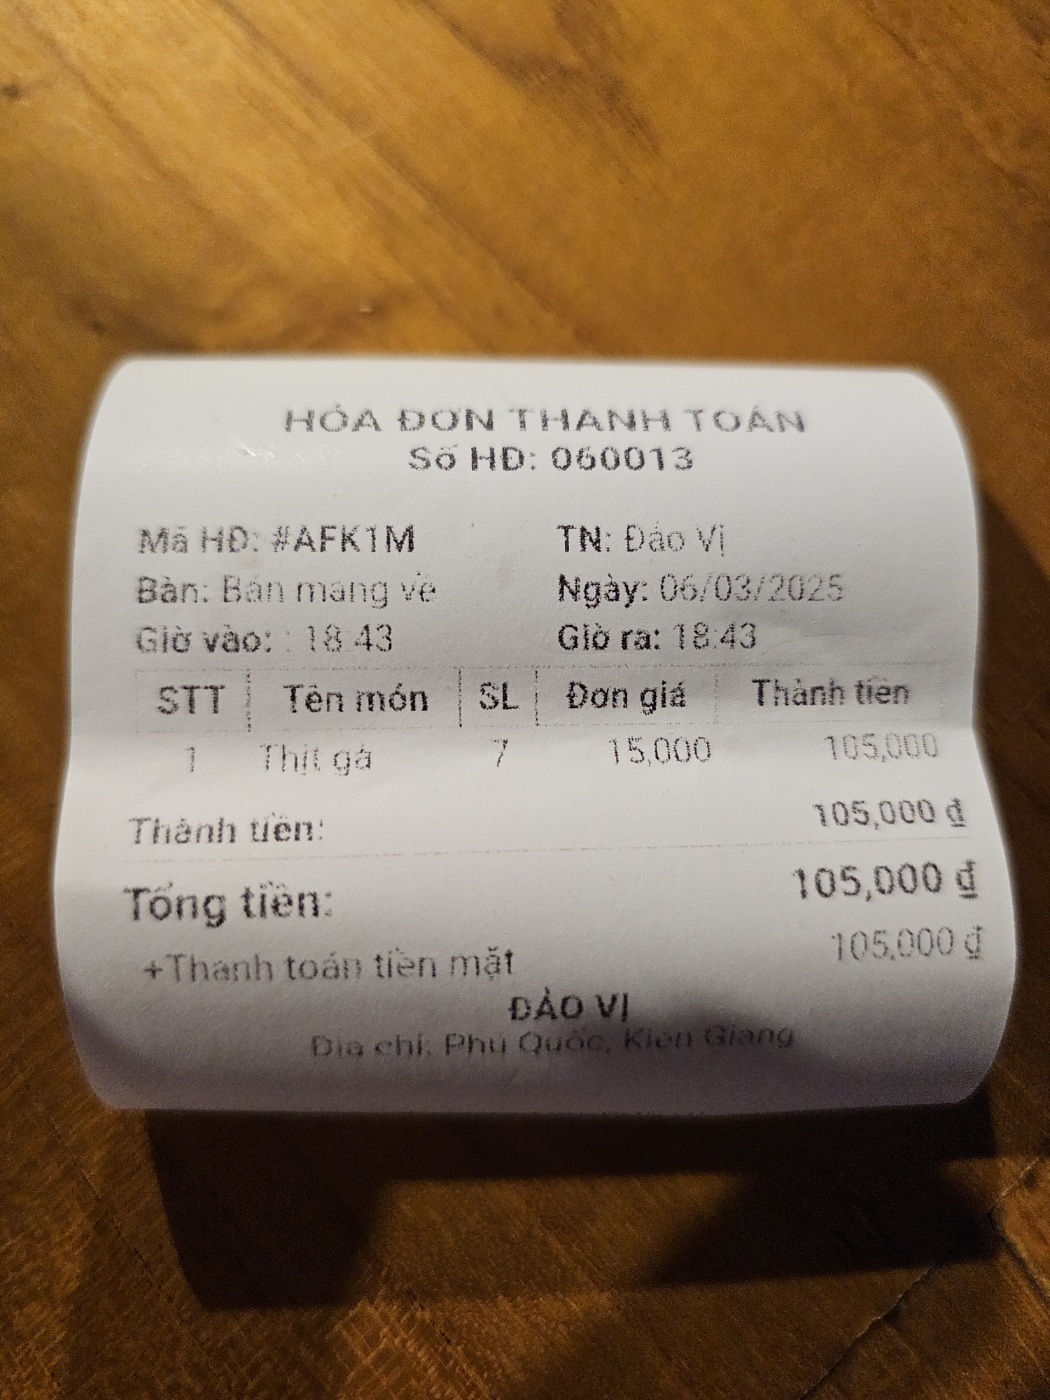 HÓA ĐƠN THANH TOÁN
Số HĐ: 060013
Mã HĐ: #AFK1M TN: Đảo Vị
Bàn: Bán mang về Ngày: 06/03/2025
Giờ vào: : 18:43 Giờ ra: 18:43
STT Tên món SL Đơn giá Thành tiền
1 Thịt gà 7 15,000 105,000
Thành tiền: 105,000 ₫
Tổng tiền: 105,000 ₫
+Thanh toán tiền mặt 105,000 ₫
ĐẢO VỊ
Địa chỉ: Phú Quốc, Kiên Giang